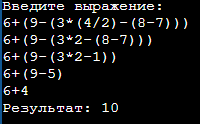 Введите выражение:
6+(9-(3*(4/2)-(8-7)))
6+(9-(3*2-(8-7)))
6+(9-(3*2-1))
6+(9-5)
6+4
Результат: 10